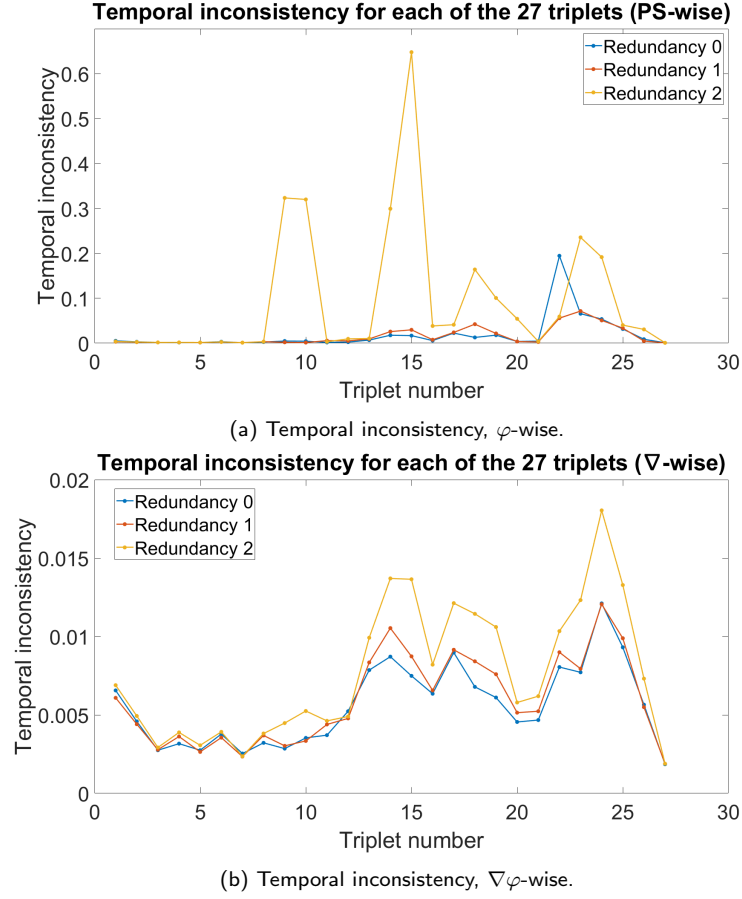 Temporal inconsistency for each of the 27 triplets (PS-wise)
Redundancy 0
Redundancy 1
Redundancy 2
Temporal inconsistency
0.6
0.5
0.4
0.3
0.2
0.1
0
0 5 10 15 20 25 30
Triplet number
(a) Temporal inconsistency, φ-wise.
Temporal inconsistency for each of the 27 triplets (∇-wise)
Redundancy 0
Redundancy 1
Redundancy 2
Temporal inconsistency
0.02
0.015
0.01
0.005
0
0 5 10 15 20 25 30
Triplet number
(b) Temporal inconsistency, ∇φ-wise.